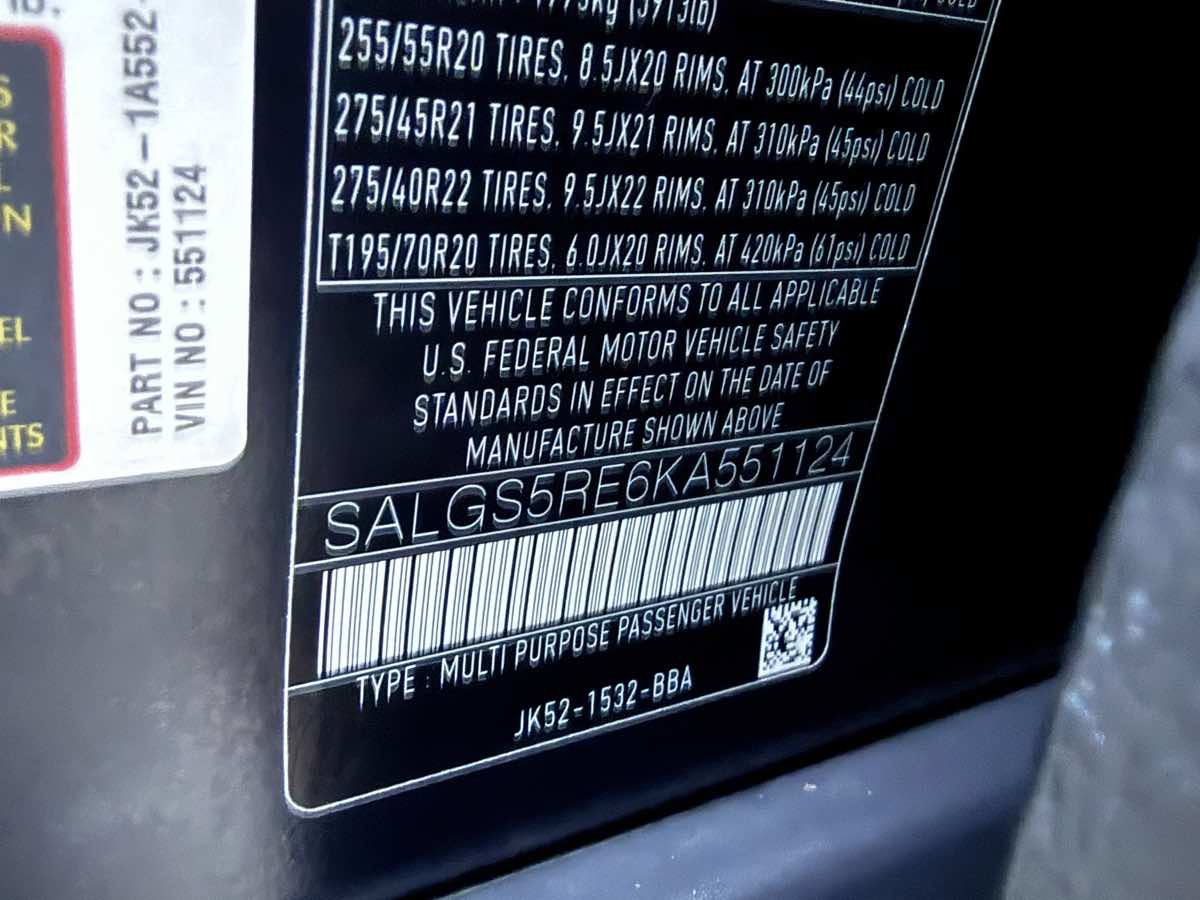 S
R
L
N
EL
E
NTS
PART NO : JK52-1A552-
VIN NO : 551124
(3913lb)
255/55R20 TIRES. 8.5JX20 RIMS. AT 300kPa (44psi) COLD
275/45R21 TIRES. 9.5JX21 RIMS. AT 310kPa (45psi) COLD
275/40R22 TIRES. 9.5JX22 RIMS. AT 310kPa (45psi) COLD
T195/70R20 TIRES. 6.0JX20 RIMS. AT 420kPa (61psi) COLD
THIS VEHICLE CONFORMS TO ALL APPLICABLE
U.S. FEDERAL MOTOR VEHICLE SAFETY
STANDARDS IN EFFECT ON THE DATE OF
MANUFACTURE SHOWN ABOVE
SALGS5RE6KA551124
TYPE : MULTI PURPOSE PASSENGER VEHICLE
JK52-1532-BBA